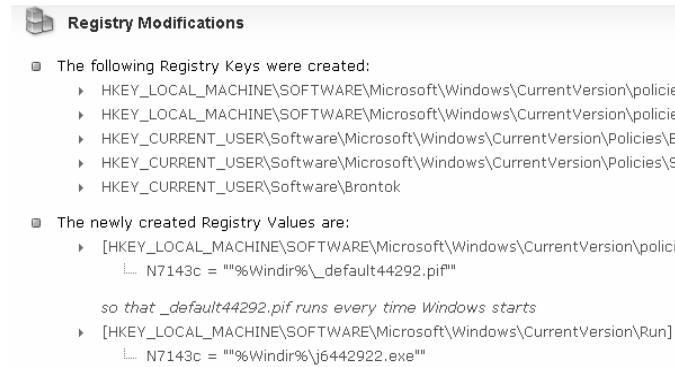 Registry Modifications
The following Registry Keys were created:
HKEY_LOCAL_MACHINE\SOFTWARE\Microsoft\Windows\CurrentVersion\policie
HKEY_LOCAL_MACHINE\SOFTWARE\Microsoft\Windows\CurrentVersion\policie
HKEY_CURRENT_USER\Software\Microsoft\Windows\CurrentVersion\Policies\E
HKEY_CURRENT_USER\Software\Microsoft\Windows\CurrentVersion\Policies\S
HKEY_CURRENT_USER\Software\Brontok
The newly created Registry Values are:
[HKEY_LOCAL_MACHINE\SOFTWARE\Microsoft\Windows\CurrentVersion\polici
N7143c = ""%Windir%\_default44292.pif""
so that _default44292.pif runs every time Windows starts
[HKEY_LOCAL_MACHINE\SOFTWARE\Microsoft\Windows\CurrentVersion\Run]
N7143c = ""%Windir%\j6442922.exe""